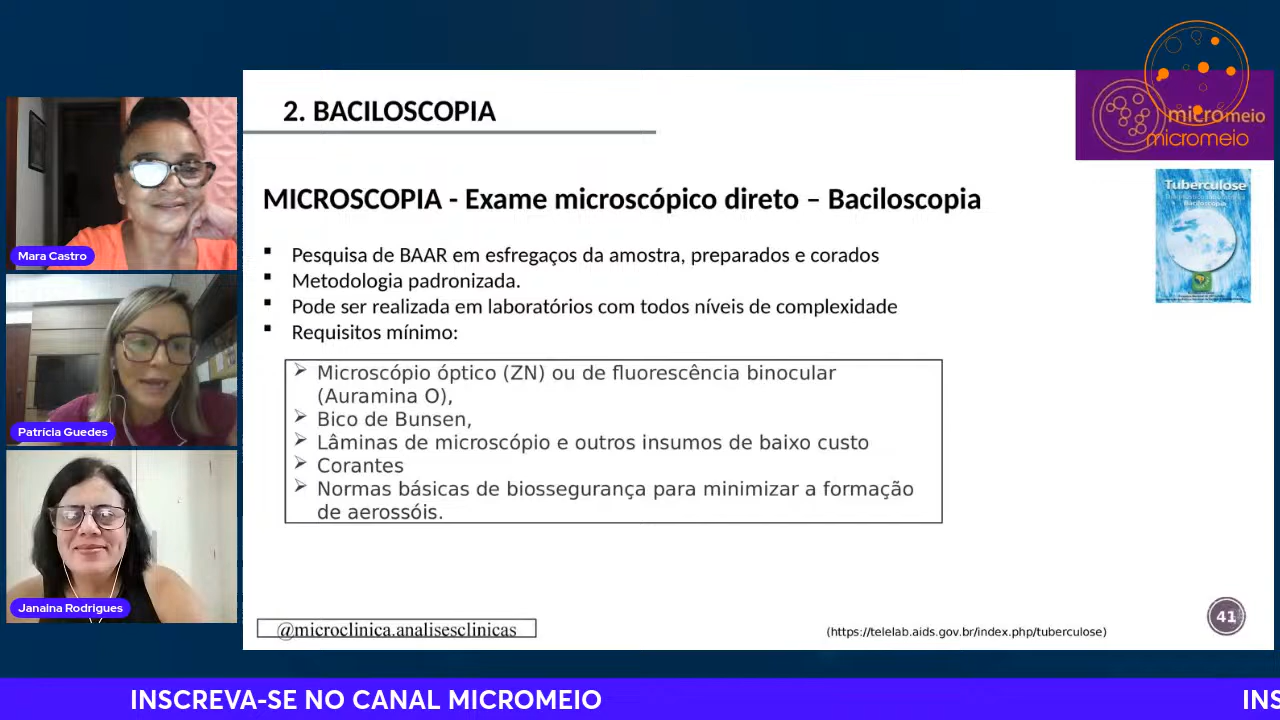 2. BACILOSCOPIA
micromeio
micromeio
MICROSCOPIA - Exame microscópico direto – Baciloscopia
Tuberculose
Baciloscopia
Pesquisa de BAAR em esfregaços da amostra, preparados e corados
Metodologia padronizada.
Pode ser realizada em laboratórios com todos níveis de complexidade
Requisitos mínimo:
Microscópio óptico (ZN) ou de fluorescência binocular
(Auramina O),
Bico de Bunsen,
Lâminas de microscópio e outros insumos de baixo custo
Corantes
Normas básicas de biossegurança para minimizar a formação
de aerossóis.
Mara Castro
Patrícia Guedes
Janaina Rodrigues
@microclinica.analisesclinicas
(https://telelab.aids.gov.br/index.php/tuberculose)
41
INSCREVA-SE NO CANAL MICROMEIO
INS